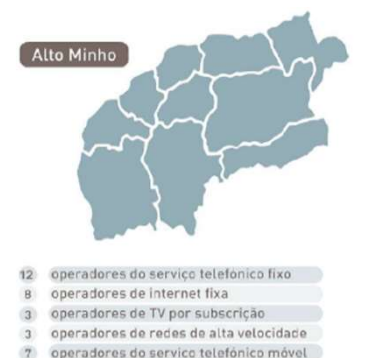 Alto Minho
12 operadores do serviço telefónico fixo
8 operadores de internet fixa
3 operadores de TV por subscrição
3 operadores de redes de alta velocidade
7 operadores do serviço telefónico móvel